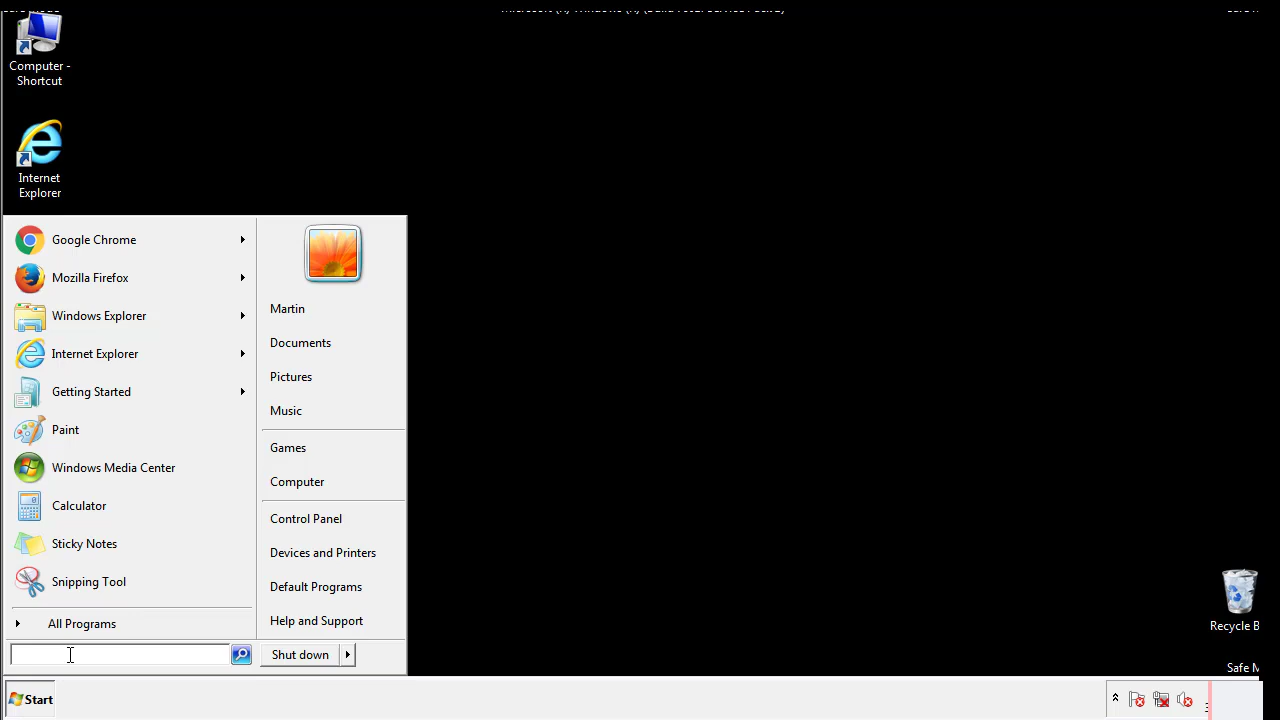 Computer -
Shortcut
Internet
Explorer
Google Chrome
Mozilla Firefox
Windows Explorer
Internet Explorer
Getting Started
Paint
Windows Media Center
Calculator
Sticky Notes
Snipping Tool
All Programs
Martin
Documents
Pictures
Music
Games
Computer
Control Panel
Devices and Printers
Default Programs
Help and Support
Shut down
Recycle B
Safe M
Start